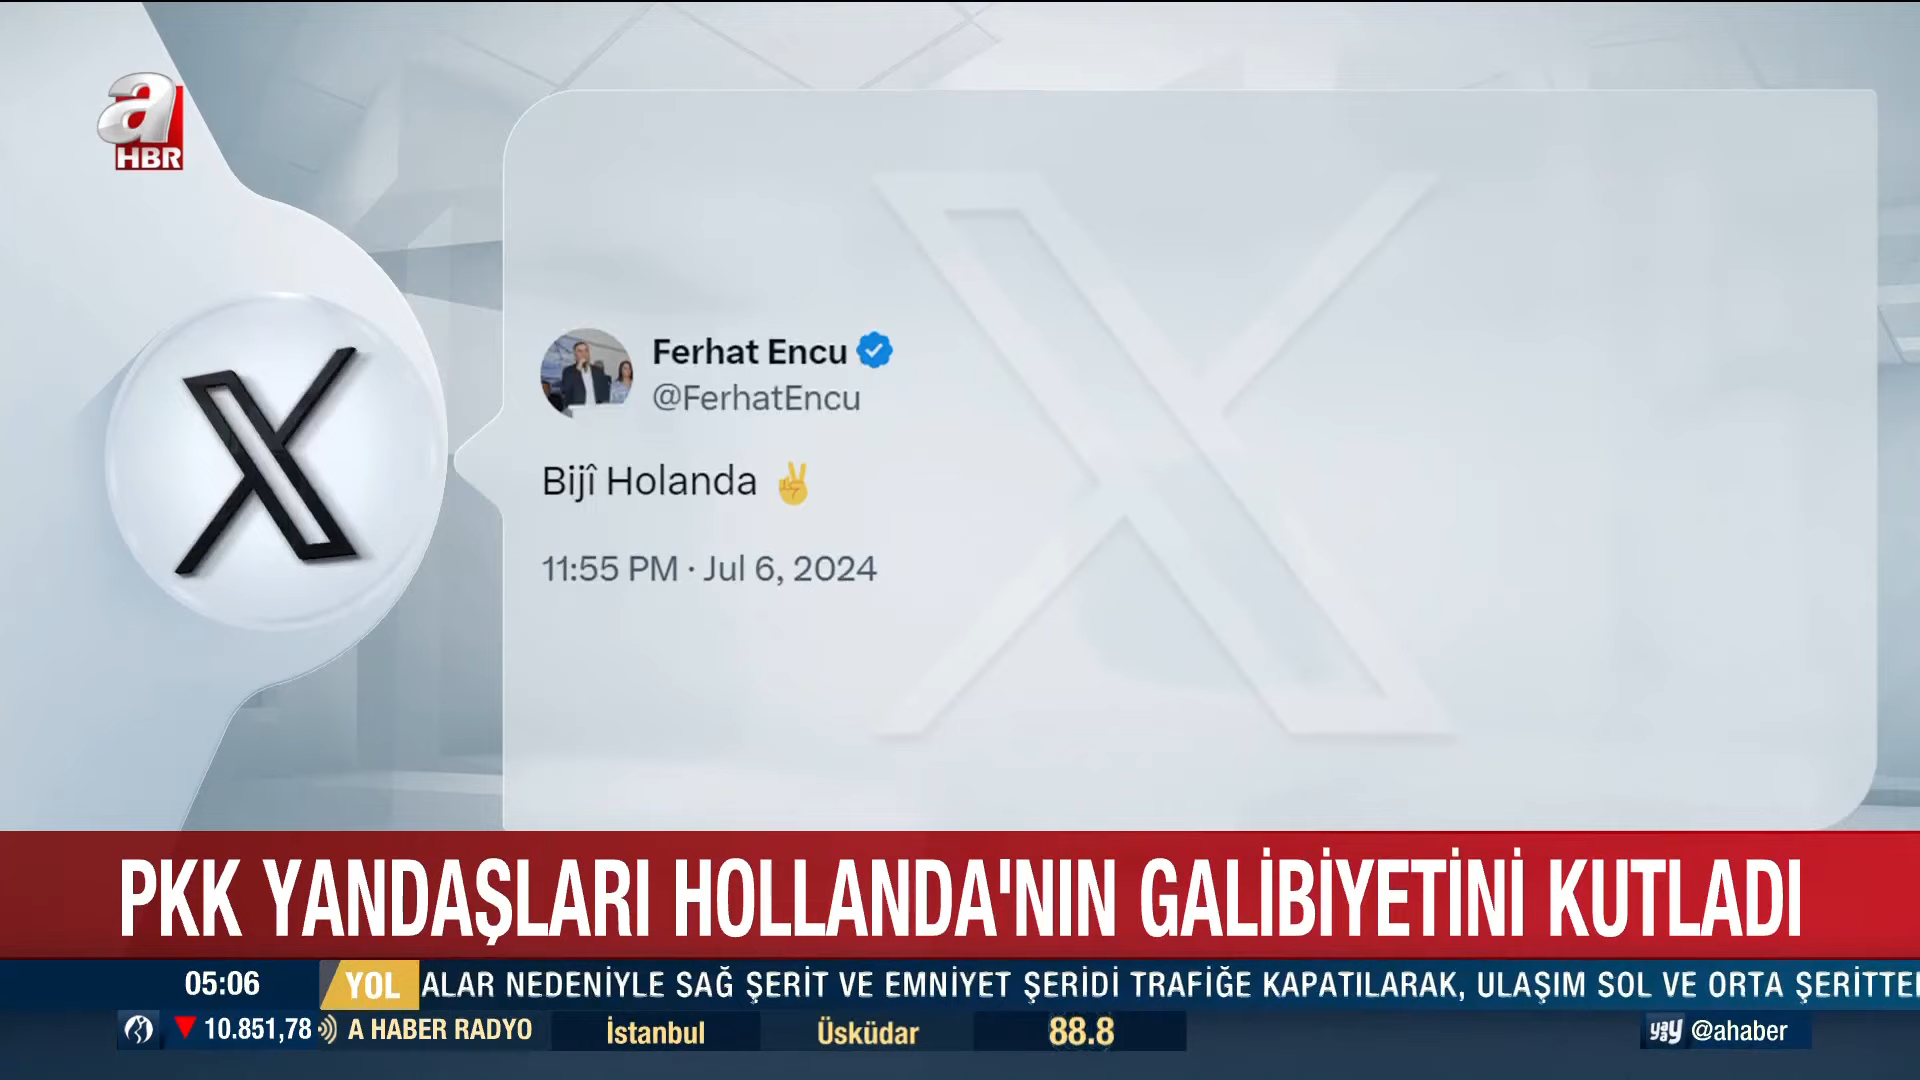 a
HBR
Ferhat Encu
@FerhatEncu
Bijî Holanda ✌
11:55 PM · Jul 6, 2024
PKK YANDAŞLARI HOLLANDA'NIN GALİBİYETİNİ KUTLADI
05:06 YOL ALAR NEDENİYLE SAĞ ŞERİT VE EMNİYET ŞERİDİ TRAFİĞE KAPATILARAK, ULAŞIM SOL VE ORTA ŞERİTTE
10.851,78 A HABER RADYO İstanbul Üsküdar 88.8 yaay @ahaber